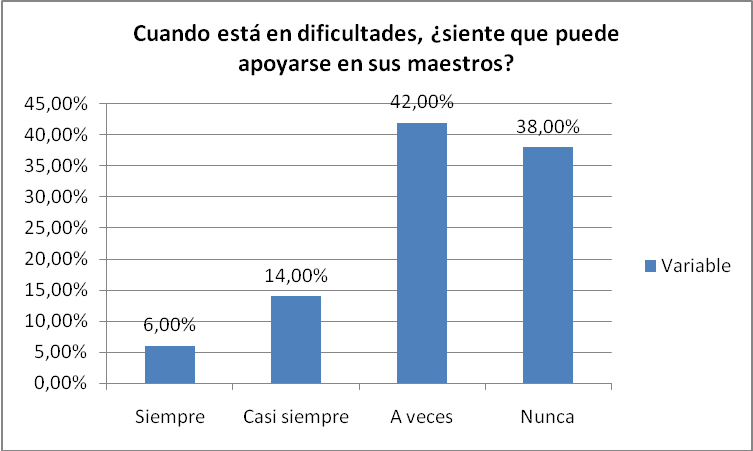 Cuando está en dificultades, ¿siente que puede
apoyarse en sus maestros?
45,00%
40,00%
35,00%
30,00%
25,00%
20,00%
15,00%
10,00%
5,00%
0,00%
6,00%
14,00%
42,00%
38,00%
Siempre
Casi siempre
A veces
Nunca
Variable